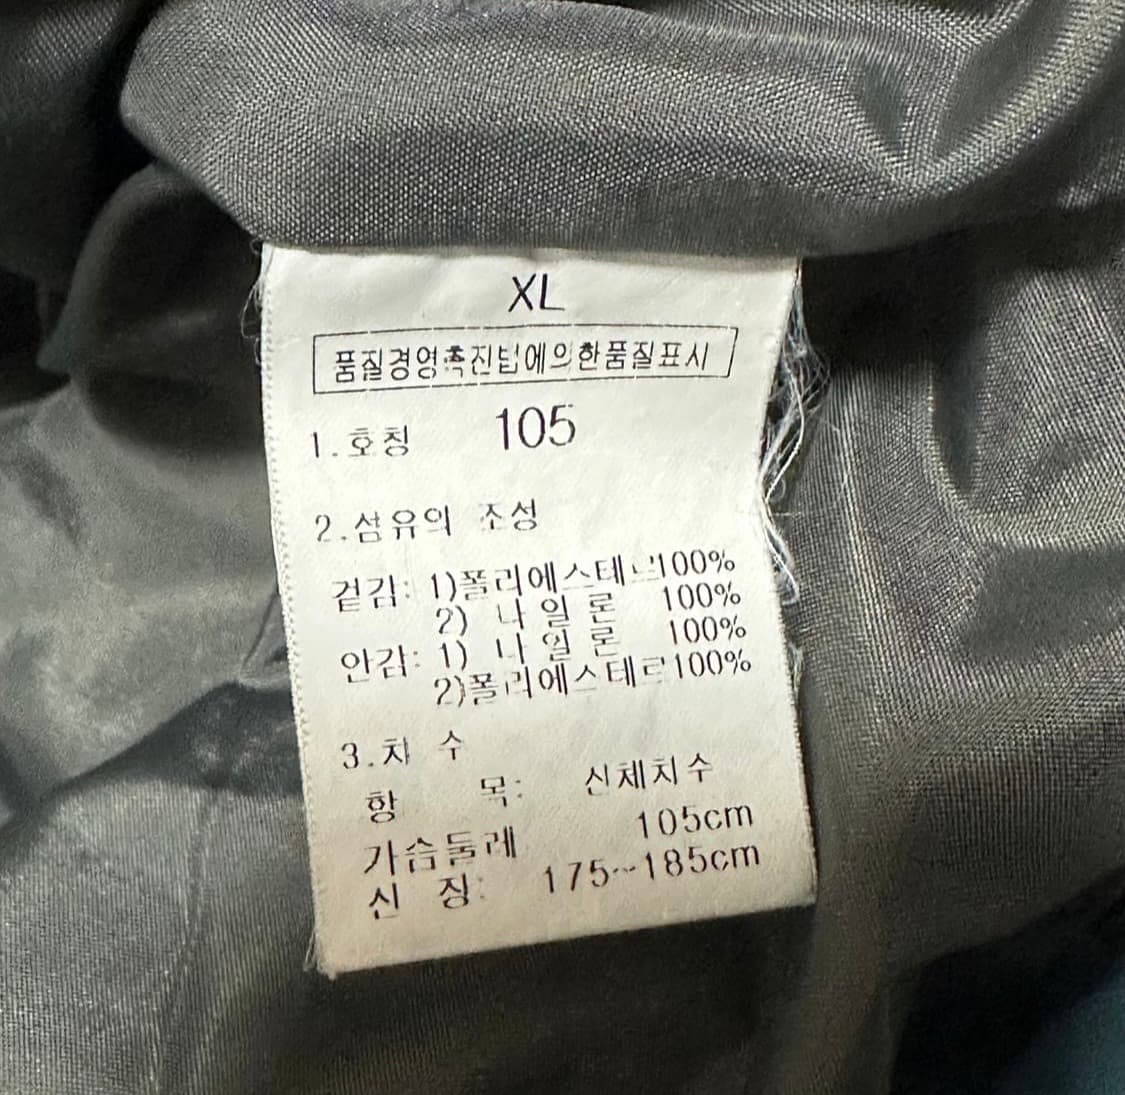 XL
품질경영촉진법에의한품질표시
1.호칭 105
2.섬유의 조성
겉감: 1)폴리에스테르100%
2) 나 일 론 100%
안감: 1) 나 일 론 100%
2)폴리에스테르100%
3.치 수
항 목: 신체치수
가슴둘레 105cm
신 장: 175~185cm